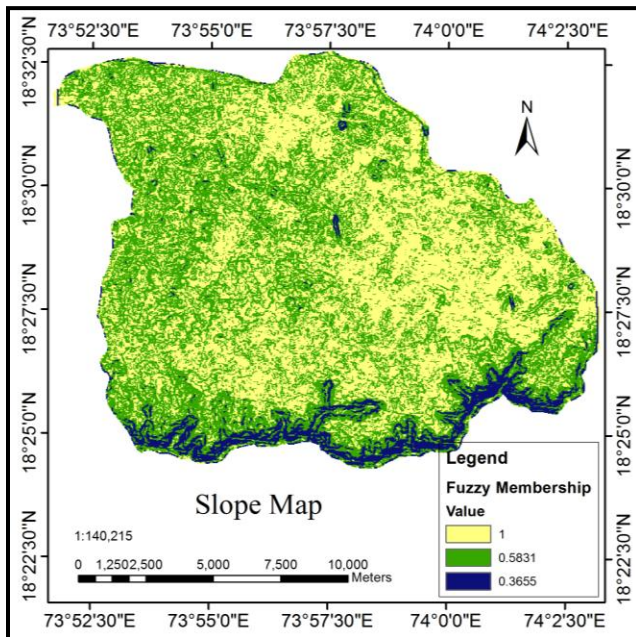 73°52'30"E 73°55'0"E 73°57'30"E 74°0'0"E 74°2'30"E
18°32'30"N
18°30'0"N
18°27'30"N
18°25'0"N
18°22'30"N
N
18°32'30"N
18°30'0"N
18°27'30"N
18°25'0"N
18°22'30"N
Slope Map
1:140,215
0 1,250 2,500 5,000 7,500 10,000
Meters
Legend
Fuzzy Membership
Value
1
0.5831
0.3655
73°52'30"E 73°55'0"E 73°57'30"E 74°0'0"E 74°2'30"E